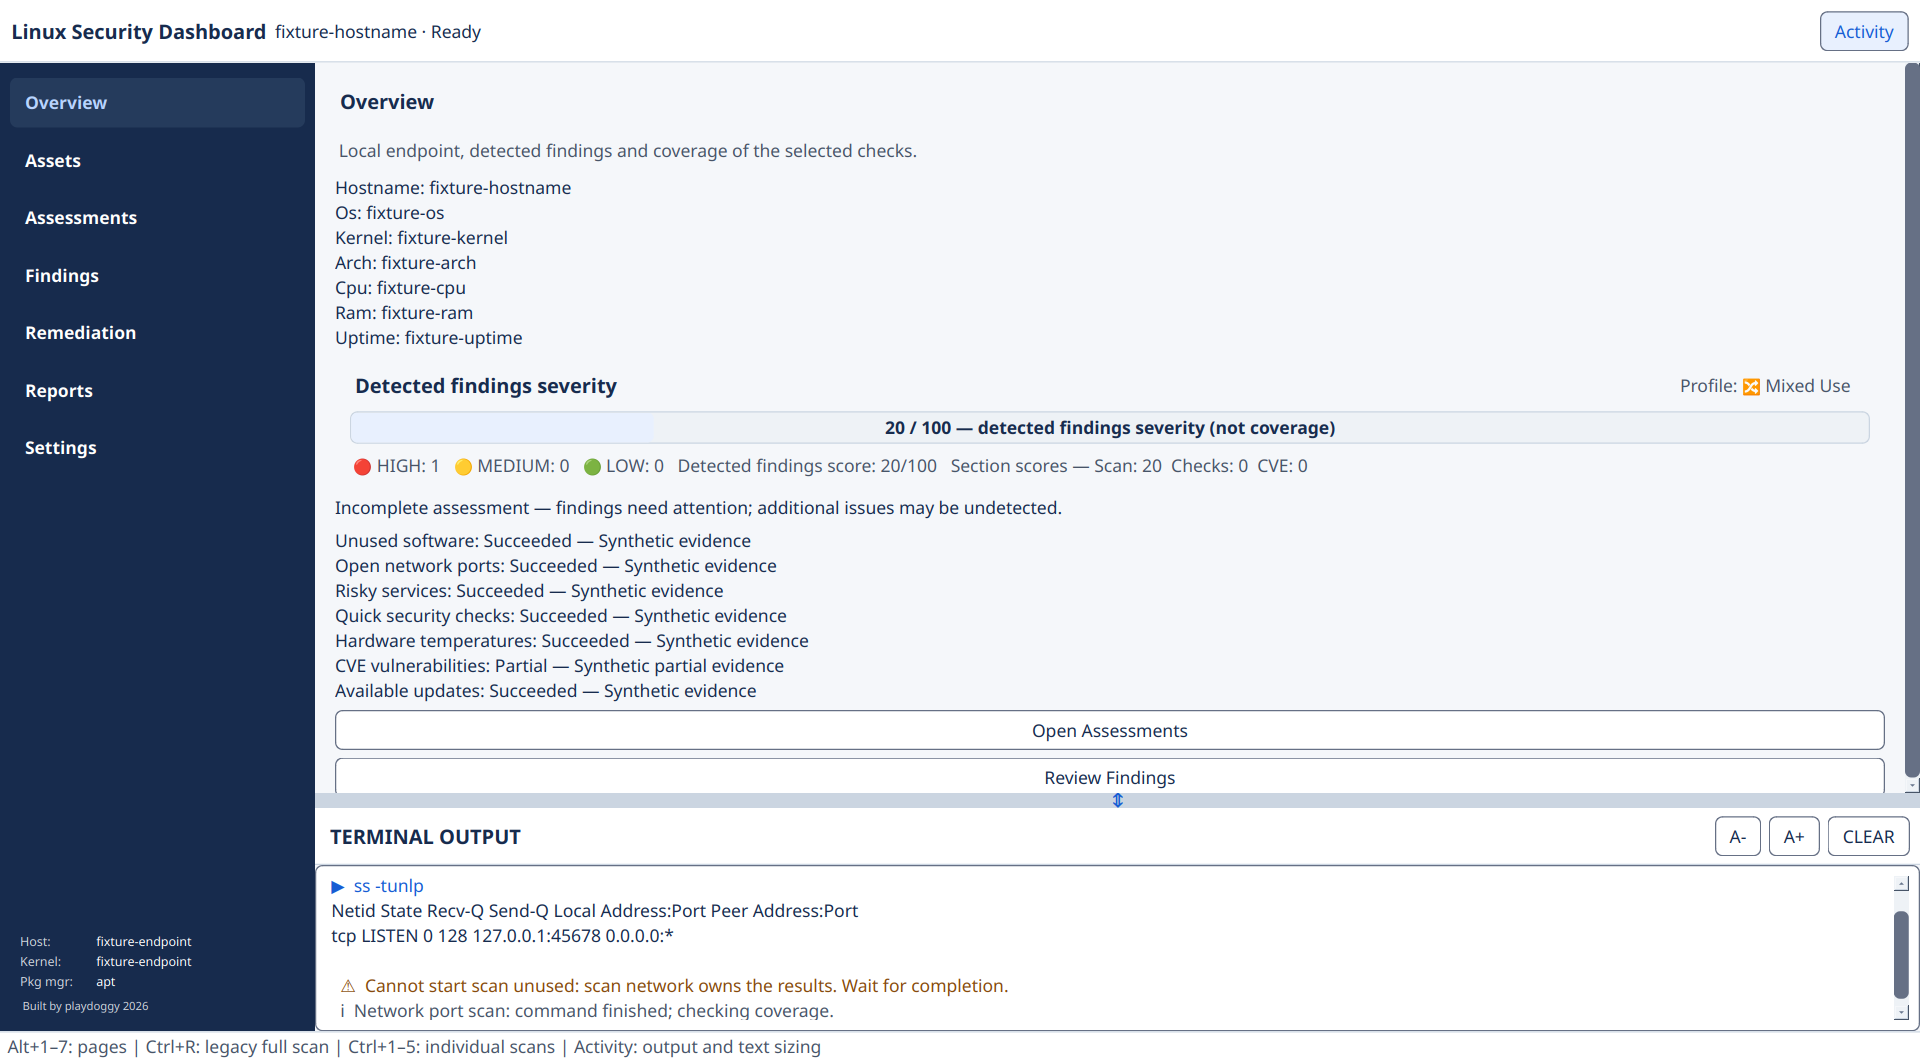 Linux Security Dashboard fixture-hostname · Ready
Activity
Overview
Assets
Assessments
Findings
Remediation
Reports
Settings
Host: fixture-endpoint
Kernel: fixture-endpoint
Pkg mgr: apt
Built by playdoggy 2026
Overview
Local endpoint, detected findings and coverage of the selected checks.
Hostname: fixture-hostname
Os: fixture-os
Kernel: fixture-kernel
Arch: fixture-arch
Cpu: fixture-cpu
Ram: fixture-ram
Uptime: fixture-uptime
Detected findings severity
Profile: 🔀 Mixed Use
20 / 100 — detected findings severity (not coverage)
🔴 HIGH: 1 🟡 MEDIUM: 0 🟢 LOW: 0 Detected findings score: 20/100 Section scores — Scan: 20 Checks: 0 CVE: 0
Incomplete assessment — findings need attention; additional issues may be undetected.
Unused software: Succeeded — Synthetic evidence
Open network ports: Succeeded — Synthetic evidence
Risky services: Succeeded — Synthetic evidence
Quick security checks: Succeeded — Synthetic evidence
Hardware temperatures: Succeeded — Synthetic evidence
CVE vulnerabilities: Partial — Synthetic partial evidence
Available updates: Succeeded — Synthetic evidence
Open Assessments
Review Findings
TERMINAL OUTPUT
A- A+ CLEAR
▶ ss -tunlp
Netid State Recv-Q Send-Q Local Address:Port Peer Address:Port
tcp LISTEN 0 128 127.0.0.1:45678 0.0.0.0:*
⚠ Cannot start scan unused: scan network owns the results. Wait for completion.
i Network port scan: command finished; checking coverage.
Alt+1–7: pages | Ctrl+R: legacy full scan | Ctrl+1–5: individual scans | Activity: output and text sizing